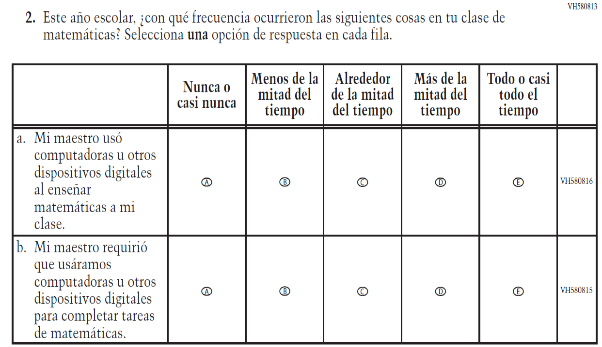 VH580813
2. Este año escolar, ¿con qué frecuencia ocurrieron las siguientes cosas en tu clase de
matemáticas? Selecciona una opción de respuesta en cada fila.
Nunca o
casi nunca
Menos de la
mitad del
tiempo
Alrededor
de la mitad
del tiempo
Más de la
mitad del
tiempo
Todo o casi
todo el
tiempo
a. Mi maestro usó
computadoras u otros
dispositivos digitales
al enseñar
matemáticas a mi
clase.
A B C D E VH580816
b. Mi maestro requirió
que usáramos
computadoras u otros
dispositivos digitales
para completar tareas
de matemáticas.
A B C D E VH580815